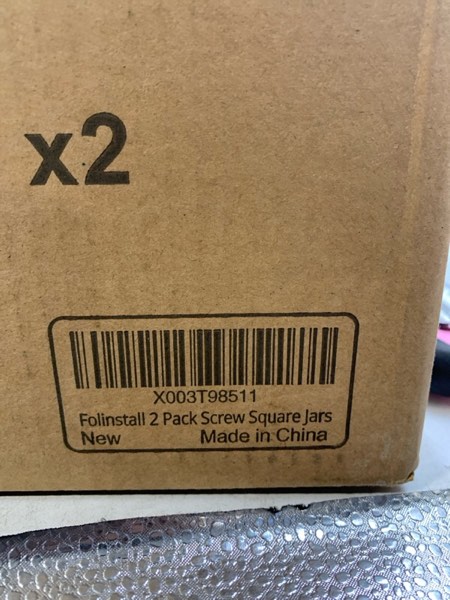 x2
X003T98511
Folinstall 2 Pack Screw Square Jars
New
Made in China